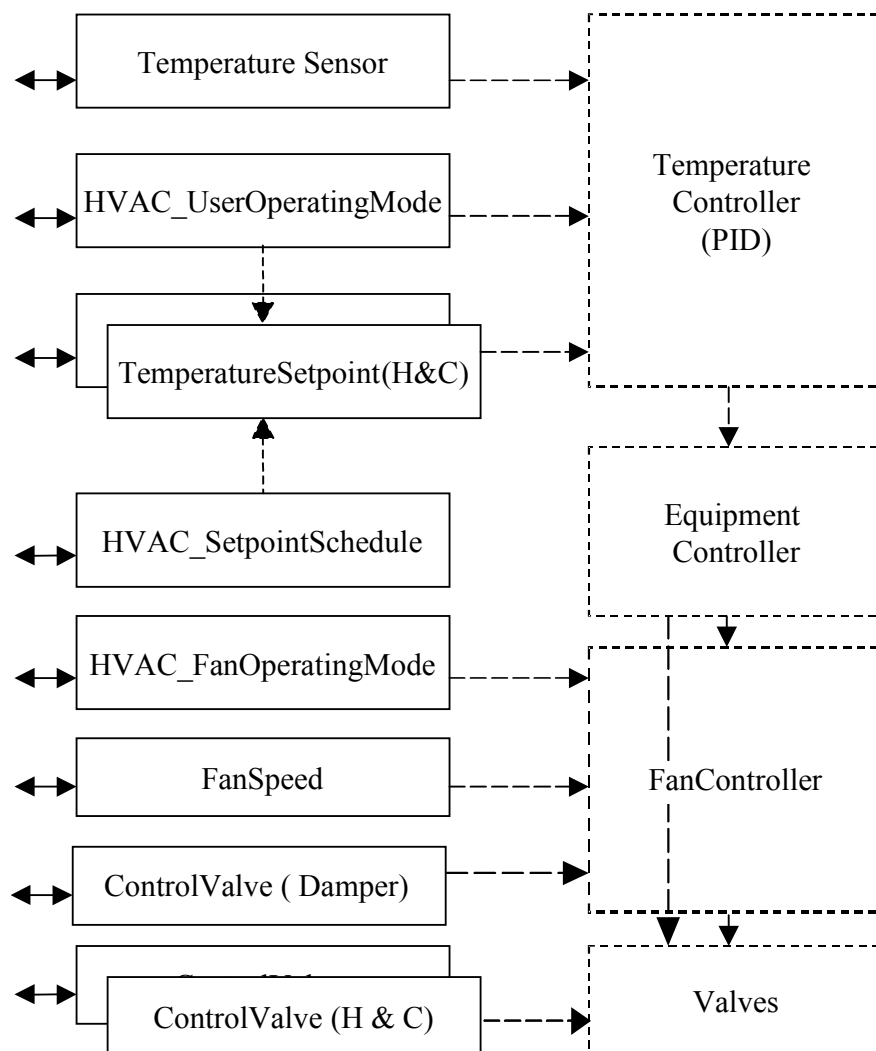 Temperature Sensor
HVAC_UserOperatingMode
TemperatureSetpoint(H&C)
HVAC_SetpointSchedule
HVAC_FanOperatingMode
FanSpeed
ControlValve ( Damper)
ControlValve (H & C)
Temperature
Controller
(PID)
Equipment
Controller
FanController
Valves